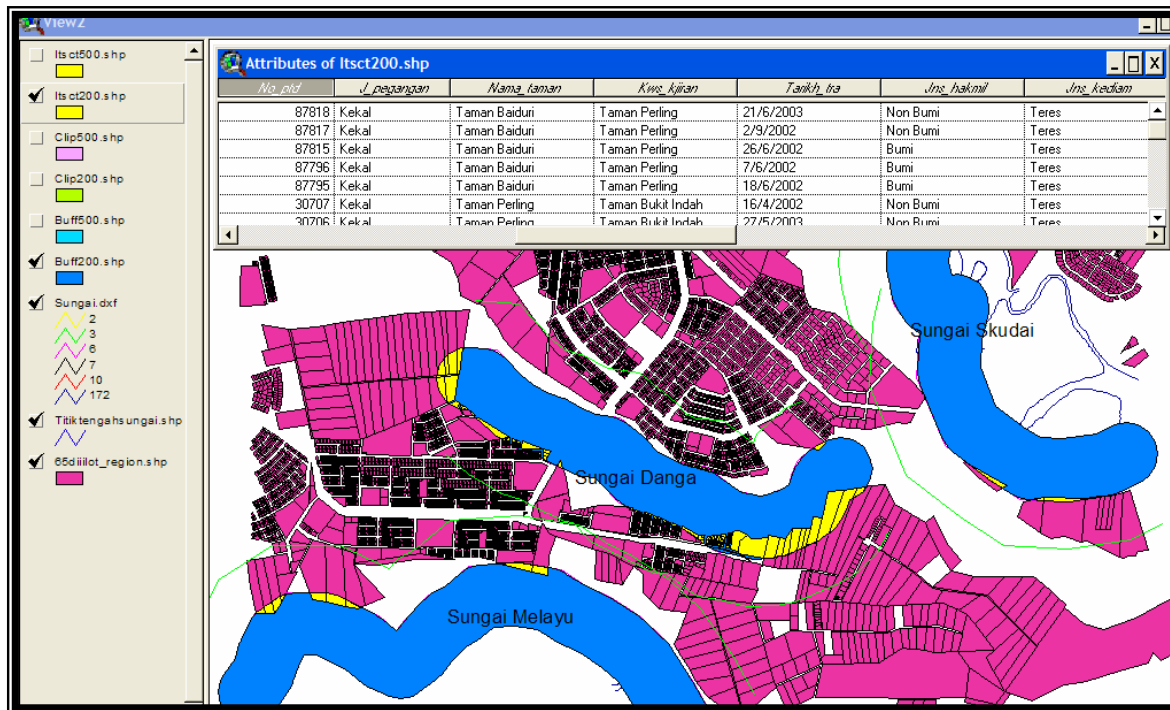 View2
Itsct500.shp
Itsct200.shp
Clip500.shp
Clip200.shp
Buff500.shp
Buff200.shp
Sungai.dxf
2
3
6
7
10
172
Titiktengahsungai.shp
65diiilot_region.shp
Attributes of Itsct200.shp
No_ptd J_pegangan Nama_taman Kws_kjiran Tarikh_tra Jns_hakmil Jns_kediam
87818 Kekal Taman Baiduri Taman Perling 21/6/2003 Non Bumi Teres
87817 Kekal Taman Baiduri Taman Perling 2/9/2002 Non Bumi Teres
87815 Kekal Taman Baiduri Taman Perling 26/6/2002 Bumi Teres
87796 Kekal Taman Baiduri Taman Perling 7/6/2002 Bumi Teres
87795 Kekal Taman Baiduri Taman Perling 18/6/2002 Bumi Teres
30707 Kekal Taman Perling Taman Bukit Indah 16/4/2002 Non Bumi Teres
30706 Kekal Taman Perling Taman Bukit Indah 27/5/2003 Non Bumi Teres
Sungai Skudai
Sungai Danga
Sungai Melayu